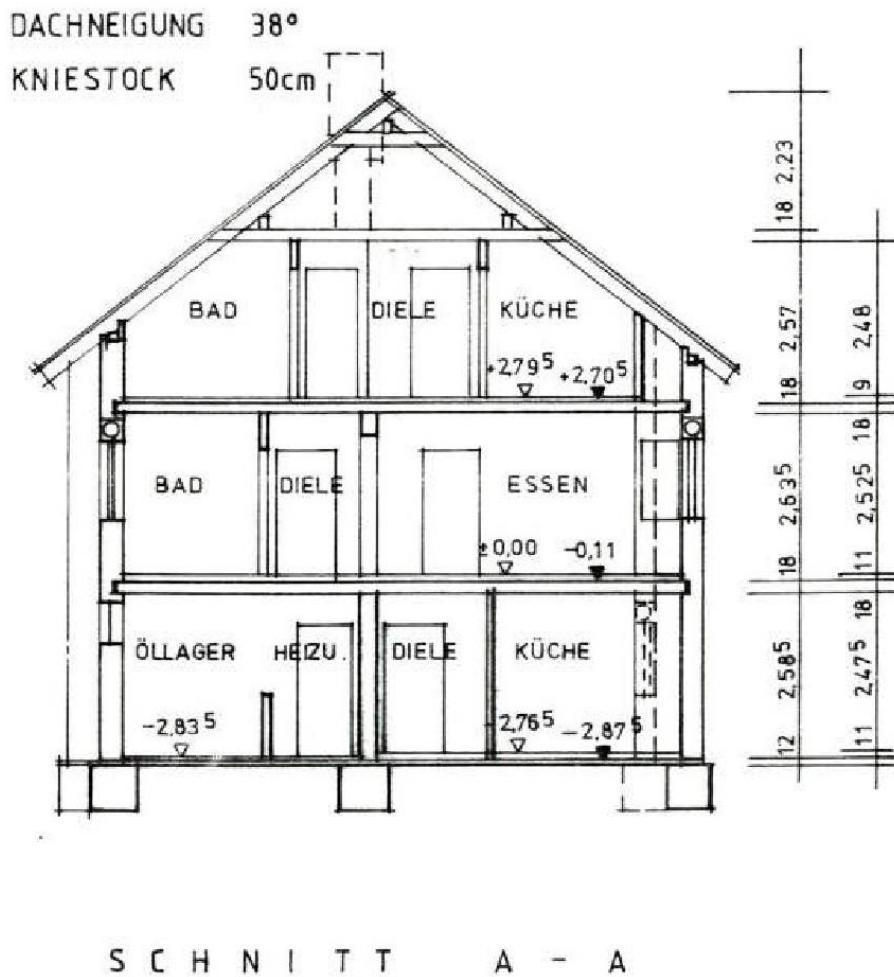 DACHNEIGUNG 38°
KNIESTOCK 50cm
18 2,23
BAD DIELE KÜCHE
+2,79⁵ +2,70⁵
18 2,57
9 2,48
BAD DIELE ESSEN
±0,00 -0,11
18 2,635
11 2,525 18
ÖLLAGER HEIZU. DIELE KÜCHE
-2,83⁵ 2,76⁵ -2,87⁵
12 2,58⁵
11 2,47⁵ 18
SCHNITT A - A